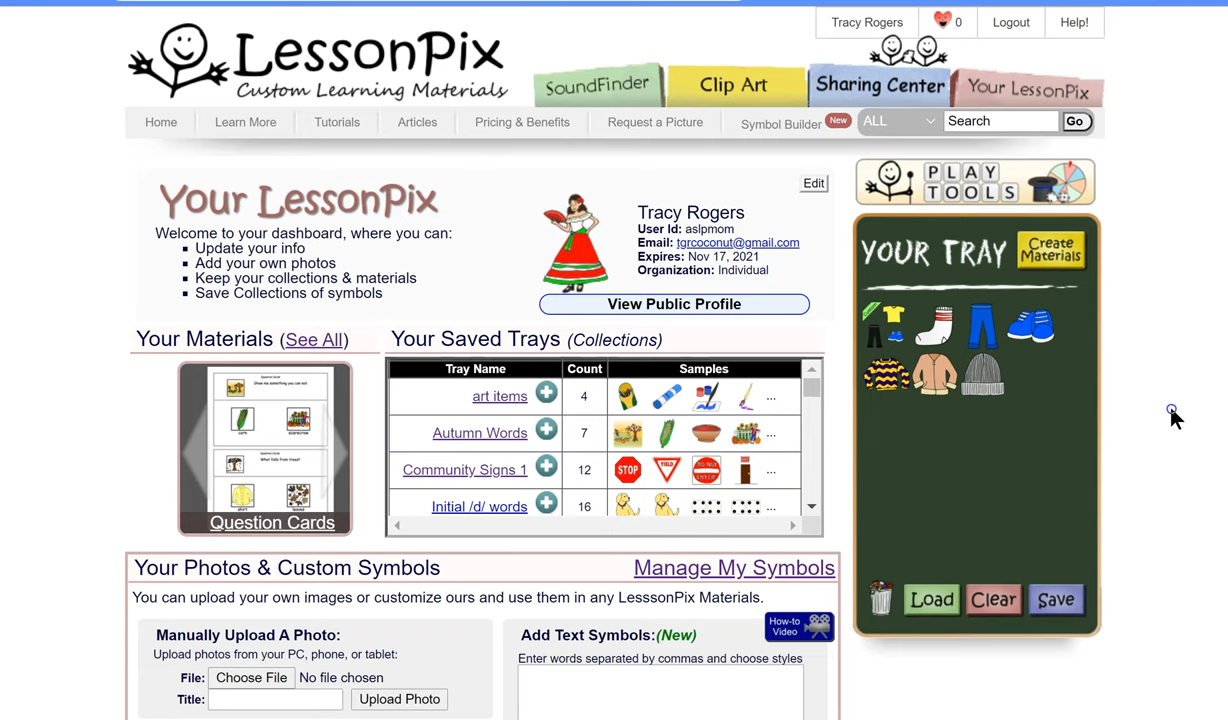 Tracy Rogers 0 Logout Help!
LessonPix
Custom Learning Materials
SoundFinder Clip Art Sharing Center Your LessonPix
Home Learn More Tutorials Articles Pricing & Benefits Request a Picture Symbol Builder New ALL Search Go
Your LessonPix
Welcome to your dashboard, where you can:
Update your info
Add your own photos
Keep your collections & materials
Save Collections of symbols
Edit
Tracy Rogers
User Id: aslpmom
Email: tgrcoconut@gmail.com
Expires: Nov 17, 2021
Organization: Individual
View Public Profile
PLAY
TOOLS
YOUR TRAY
Create
Materials
Load Clear Save
Your Materials (See All)
Question Cards
Your Saved Trays (Collections)
Tray Name Count Samples
art items 4 ...
Autumn Words 7 ...
Community Signs 1 12 STOP YIELD DO NOT ENTER ...
Initial /d/ words 16 ...
Your Photos & Custom Symbols Manage My Symbols
You can upload your own images or customize ours and use them in any LesssonPix Materials.
Manually Upload A Photo:
Upload photos from your PC, phone, or tablet:
File: Choose File No file chosen
Title: Upload Photo
Add Text Symbols:(New)
How-to
Video
Enter words separated by commas and choose styles